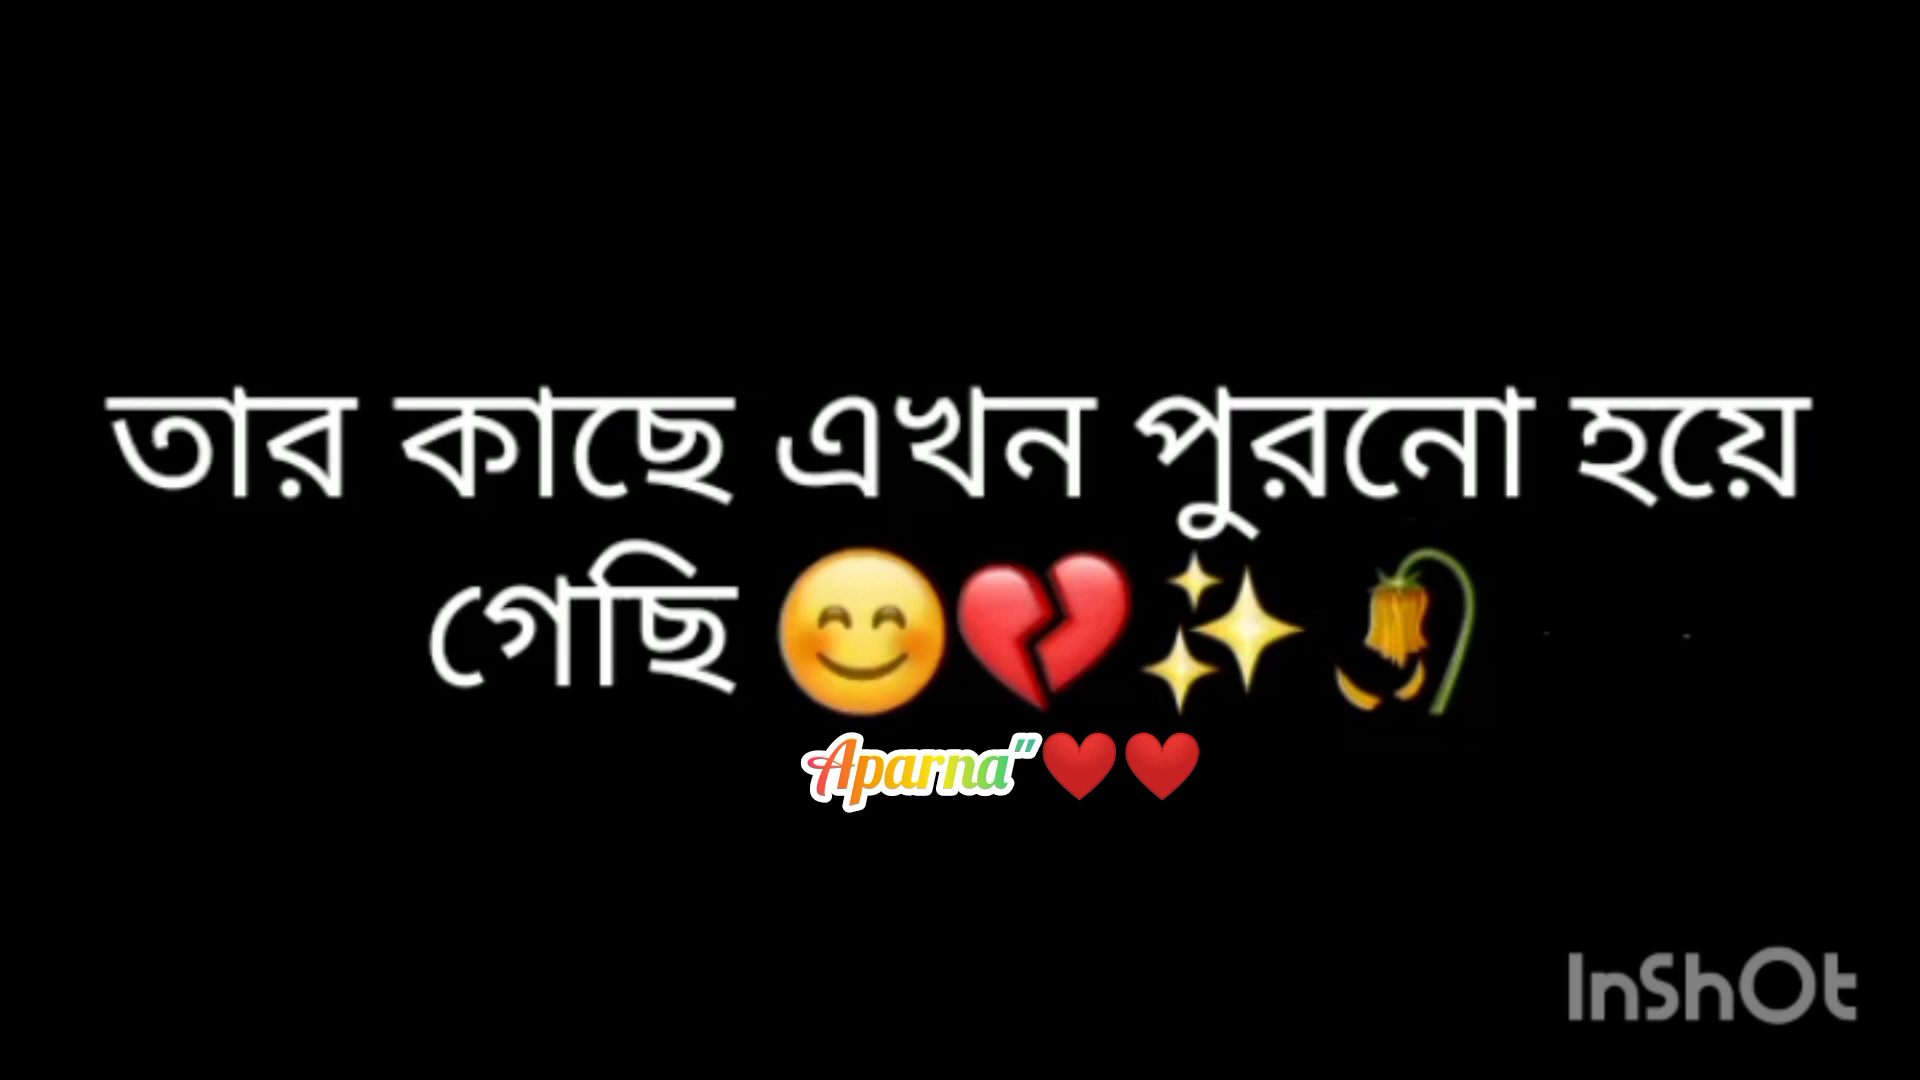 তার কাছে এখন পুরনো হয়ে
গেছি 😊💔✨🥀
Aparna"❤️❤️
InShOt